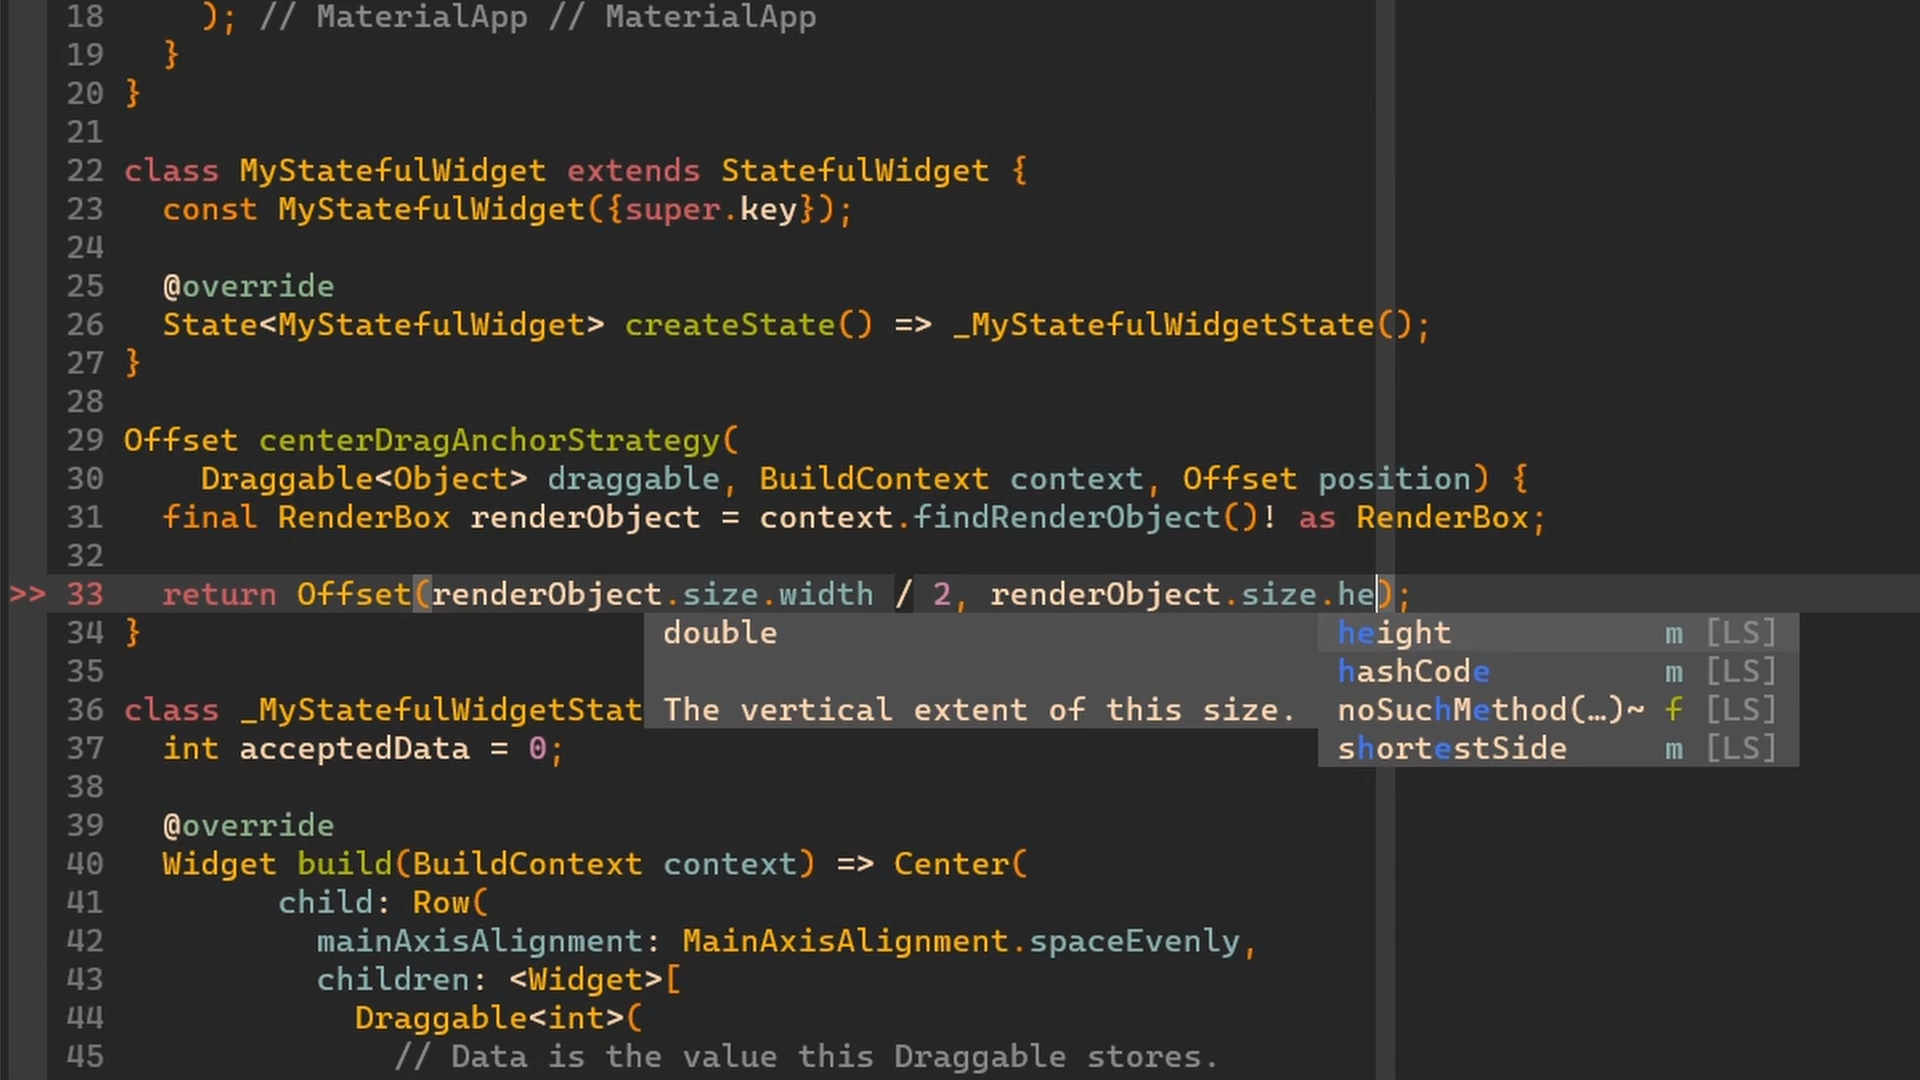 18     ); // MaterialApp // MaterialApp
19   }
20 }
21
22 class MyStatefulWidget extends StatefulWidget {
23   const MyStatefulWidget({super.key});
24
25   @override
26   State<MyStatefulWidget> createState() => _MyStatefulWidgetState();
27 }
28
29 Offset centerDragAnchorStrategy(
30     Draggable<Object> draggable, BuildContext context, Offset position) {
31   final RenderBox renderObject = context.findRenderObject()! as RenderBox;
32
>> 33   return Offset(renderObject.size.width / 2, renderObject.size.he);
34 } double height m [LS]
35 hashCode m [LS]
36 class _MyStatefulWidgetStat The vertical extent of this size. noSuchMethod(…)~ f [LS]
37   int acceptedData = 0; shortestSide m [LS]
38
39   @override
40   Widget build(BuildContext context) => Center(
41         child: Row(
42           mainAxisAlignment: MainAxisAlignment.spaceEvenly,
43           children: <Widget>[
44             Draggable<int>(
45               // Data is the value this Draggable stores.